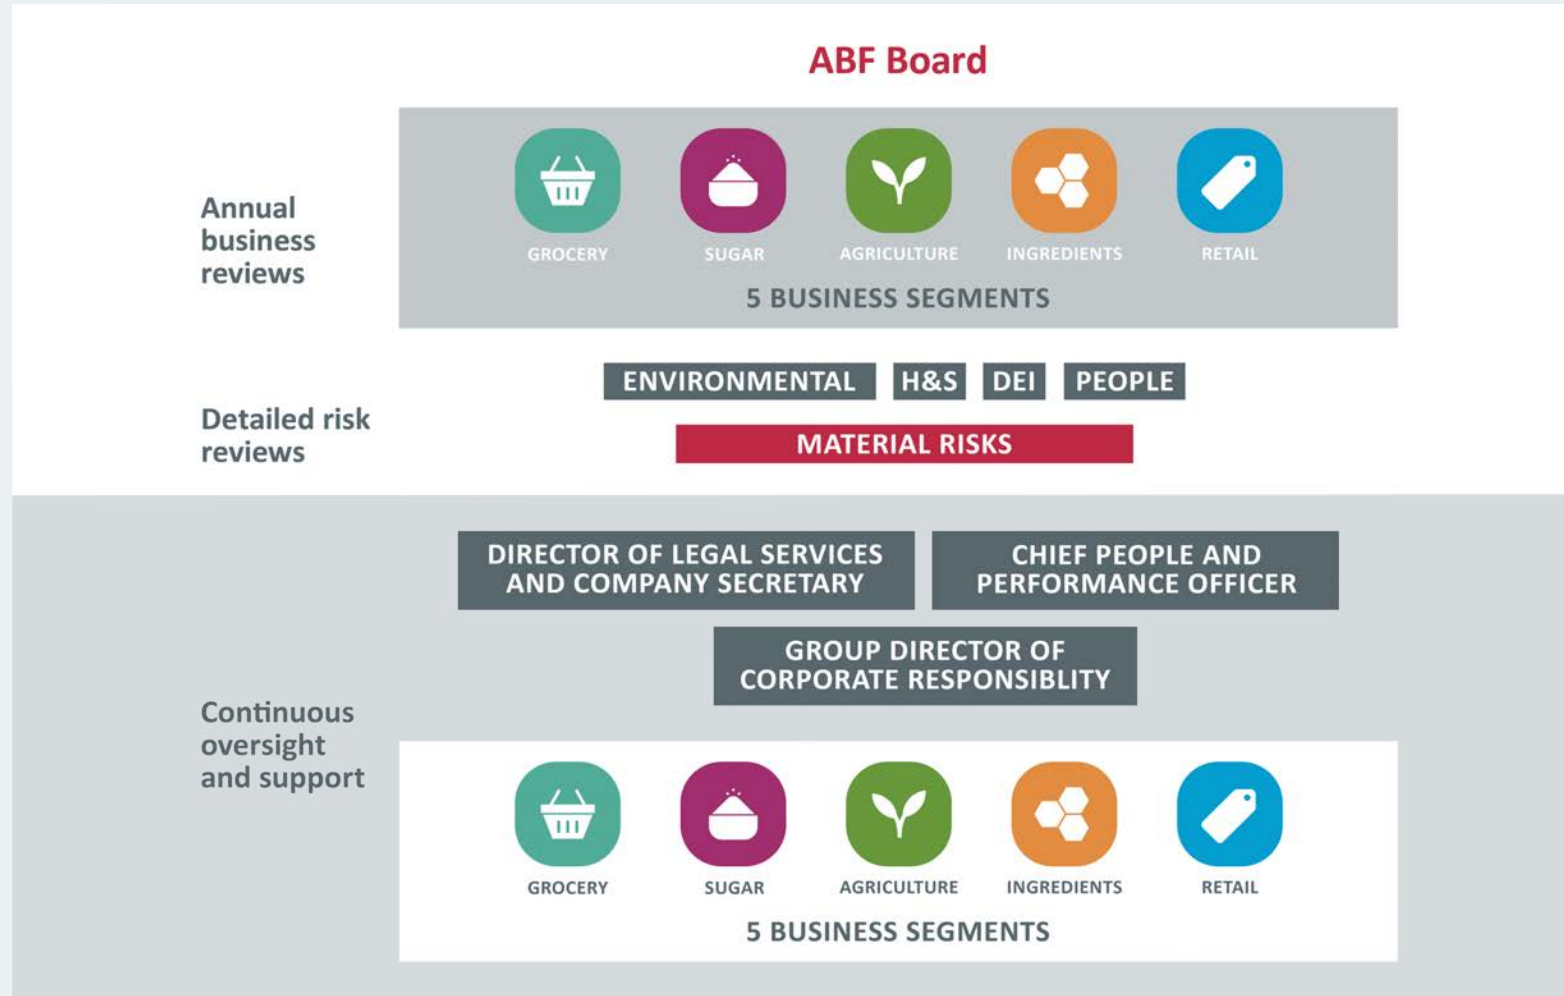 ABF Board
Annual
business
reviews
GROCERY
SUGAR
AGRICULTURE
INGREDIENTS
RETAIL
5 BUSINESS SEGMENTS
Detailed risk
reviews
ENVIRONMENTAL
H&S
DEI
PEOPLE
MATERIAL RISKS
Continuous
oversight
and support
DIRECTOR OF LEGAL SERVICES
AND COMPANY SECRETARY
CHIEF PEOPLE AND
PERFORMANCE OFFICER
GROUP DIRECTOR OF
CORPORATE RESPONSIBLITY
GROCERY
SUGAR
AGRICULTURE
INGREDIENTS
RETAIL
5 BUSINESS SEGMENTS